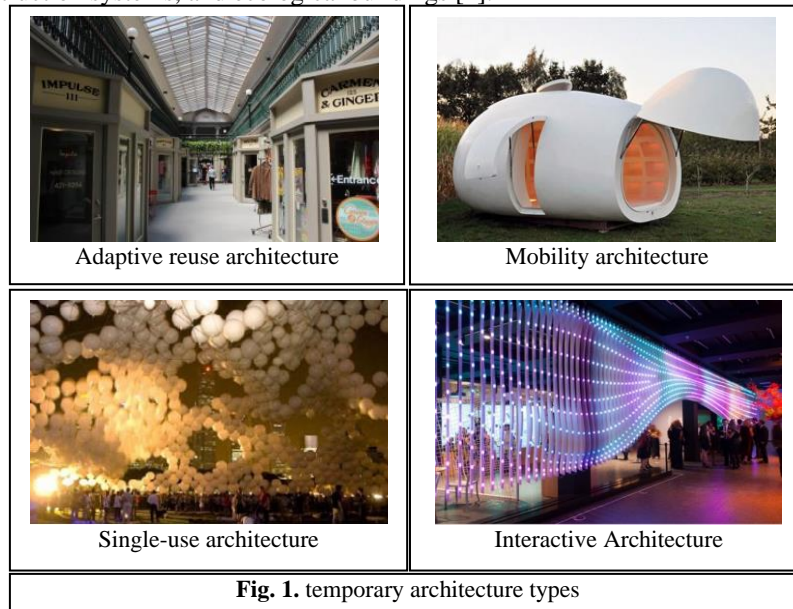 IMPULSE
III
CARMEN
& GINGER
Entrance
Adaptive reuse architecture
Mobility architecture
Single-use architecture
Interactive Architecture
Fig. 1. temporary architecture types